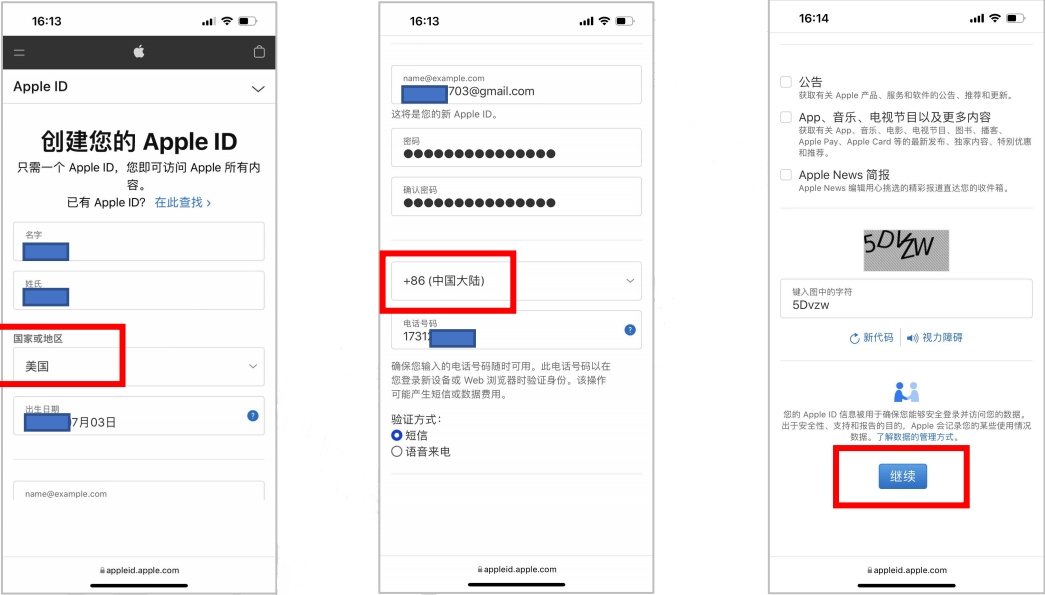 16:13
Apple ID
创建您的 Apple ID
只需一个 Apple ID，您即可访问 Apple 所有内
容。
已有 Apple ID? 在此查找 ›
名字
姓氏
国家或地区
美国
出生日期
7月03日
name@example.com
appleid.apple.com
16:13
name@example.com
703@gmail.com
这将是您的新 Apple ID。
密码
●●●●●●●●●●●●●●●
确认密码
●●●●●●●●●●●●●●●
+86 (中国大陆)
电话号码
17312
确保您输入的电话号码随时可用。此电话号码以在
您登录新设备或 Web 浏览器时验证身份。该操作
可能产生短信或数据费用。
验证方式：
短信
语音来电
appleid.apple.com
16:14
公告
获取有关 Apple 产品、服务和软件的公告、推荐和更新。
App、音乐、电视节目以及更多内容
获取有关 App、音乐、电影、电视节目、图书、播客、
Apple Pay、Apple Card 等的最新发布、独家内容、特别优惠
和推荐。
Apple News 简报
Apple News 编辑用心挑选的精彩报道直达您的收件箱。
5DVZW
键入图中的字符
5Dvzw
新代码 视力障碍
您的 Apple ID 信息被用于确保您能够安全登录并访问您的数据。
出于安全性、支持和报告的目的，Apple 会记录您的某些使用情况
数据。了解数据的管理方式。
继续
appleid.apple.com